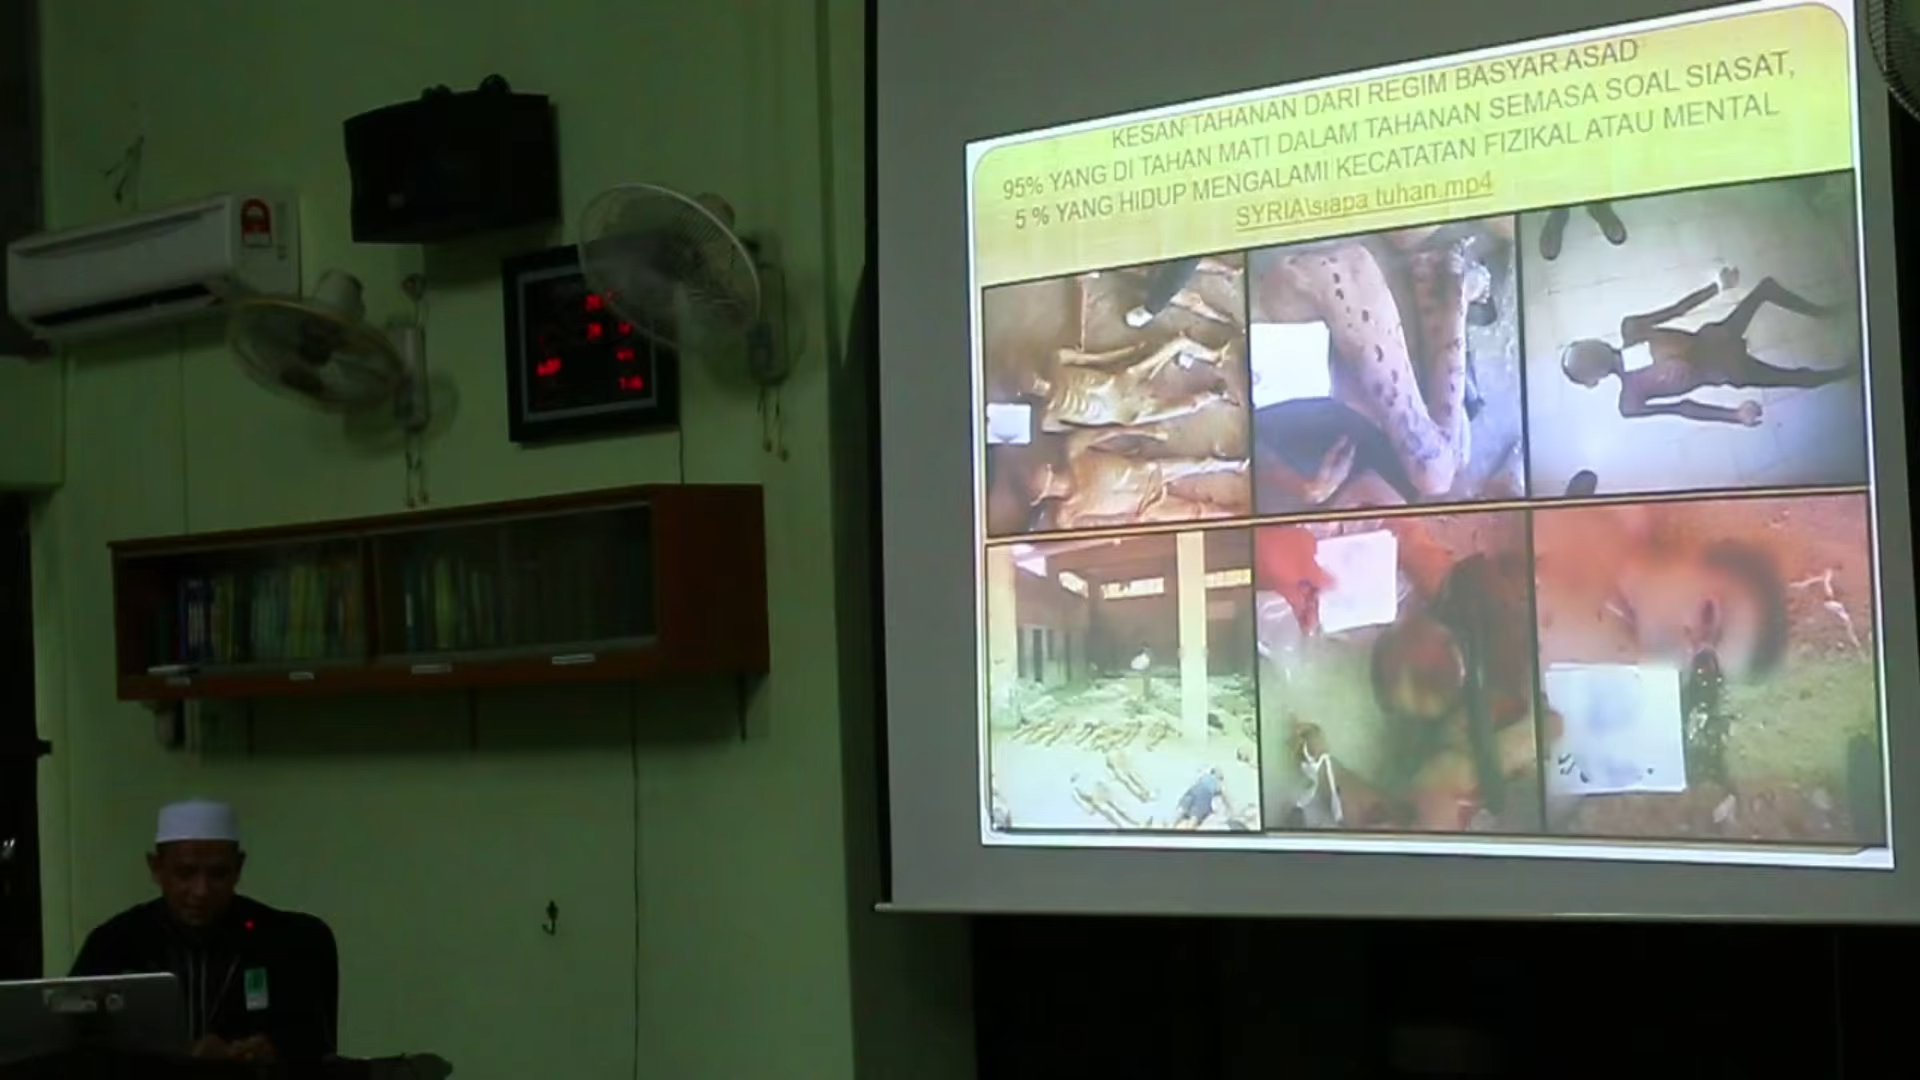 KESAN TAHANAN DARI REGIM BASYAR ASAD
95% YANG DI TAHAN MATI DALAM TAHANAN SEMASA SOAL SIASAT,
5 % YANG HIDUP MENGALAMI KECATATAN FIZIKAL ATAU MENTAL
SYRIA\siapa tuhan.mp4